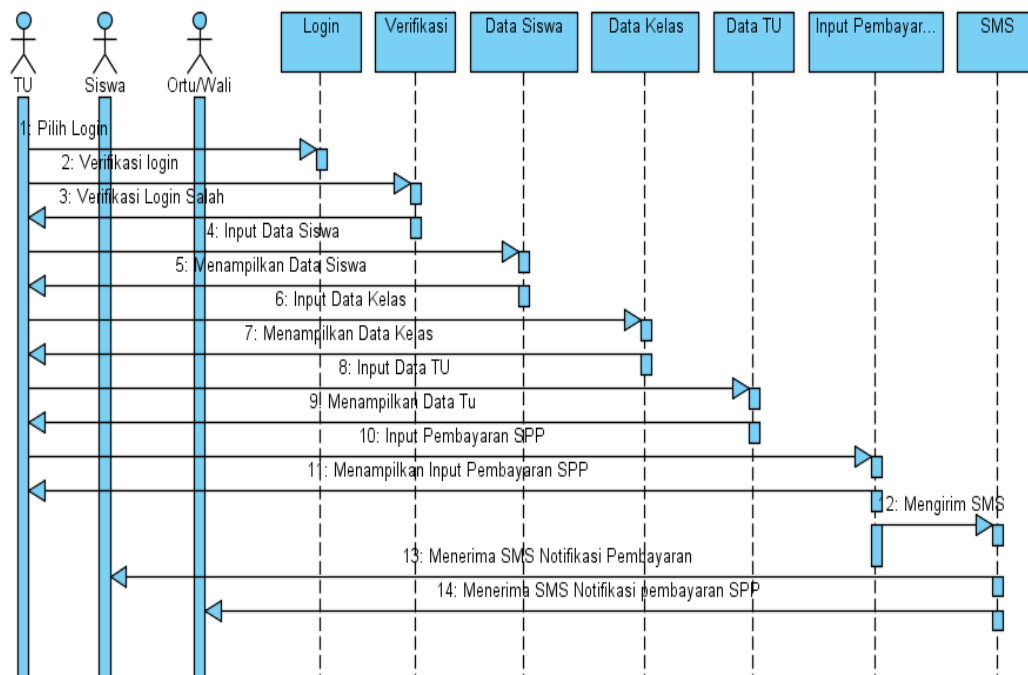 Login
Verifikasi
Data Siswa
Data Kelas
Data TU
Input Pembayar...
SMS
TU
Siswa
Ortu/Wali
1: Pilih Login
2: Verifikasi login
3: Verifikasi Login Salah
4: Input Data Siswa
5: Menampilkan Data Siswa
6: Input Data Kelas
7: Menampilkan Data Kelas
8: Input Data TU
9: Menampilkan Data Tu
10: Input Pembayaran SPP
11: Menampilkan Input Pembayaran SPP
12: Mengirim SMS
13: Menerima SMS Notifikasi Pembayaran
14: Menerima SMS Notifikasi pembayaran SPP